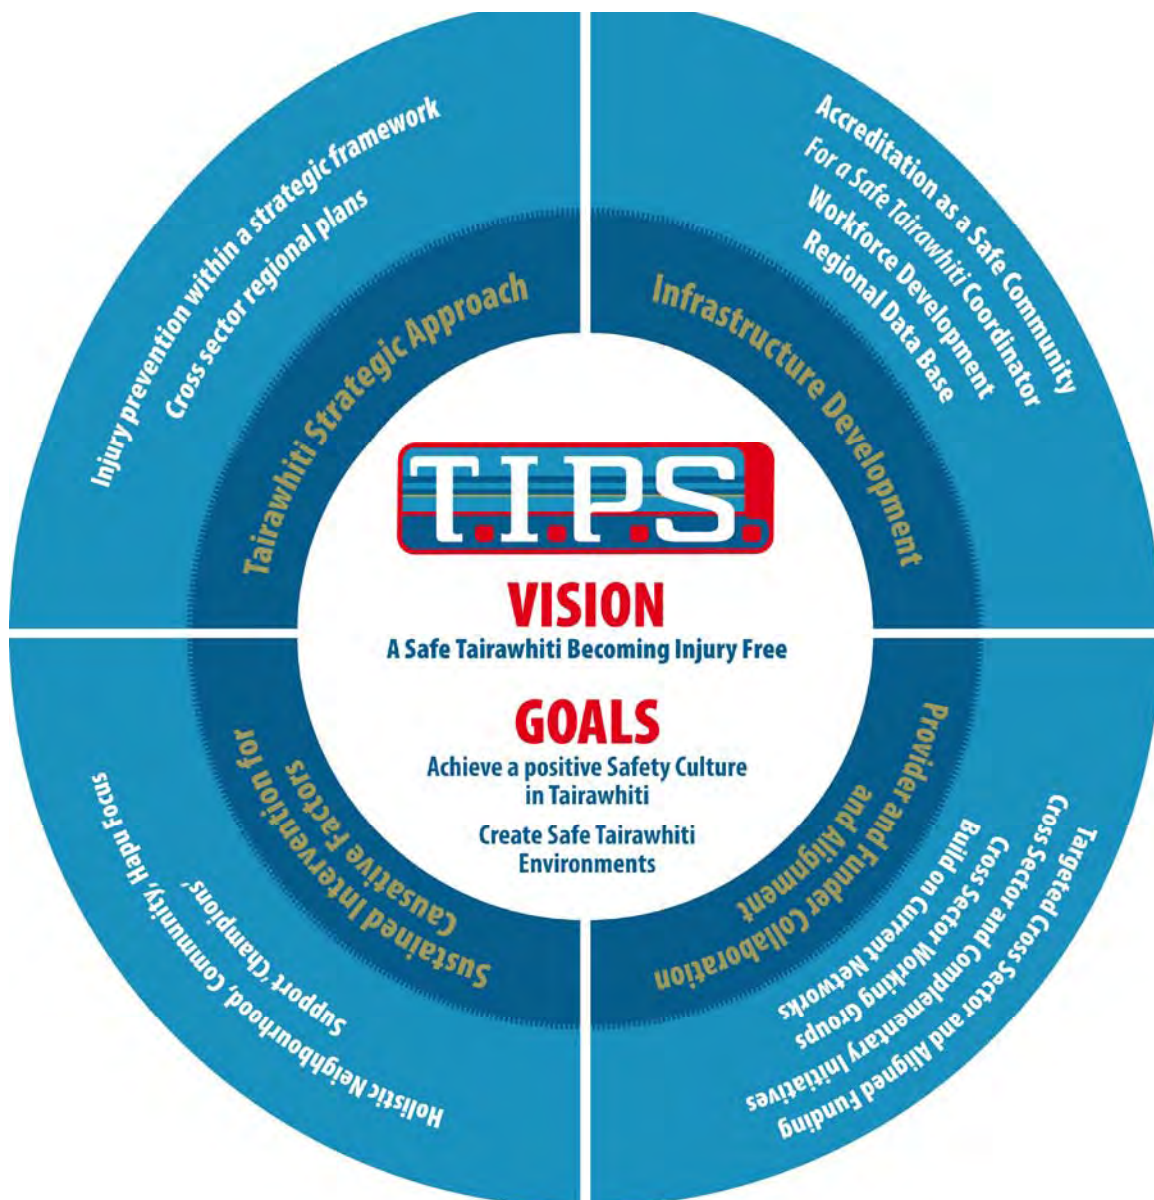 Injury prevention within a strategic framework
Cross sector regional plans
Tairawhiti Strategic Approach
Accreditation as a Safe Community
For a Safe Tairawhiti Coordinator
Workforce Development
Regional Data Base
Infrastructure Development
T.I.P.S.
VISION
A Safe Tairawhiti Becoming Injury Free
GOALS
Achieve a positive Safety Culture
in Tairawhiti
Create Safe Tairawhiti
Environments
Provider and Funder Collaboration
and Alignment
Targeted Cross Sector and Aligned Funding
Cross Sector and Complementary Initiatives
Cross Sector Working Groups
Build on Current Networks
Sustained Intervention for
Causative Factors
Holistic Neighbourhood, Community, Hapu Focus
Support 'Champions'